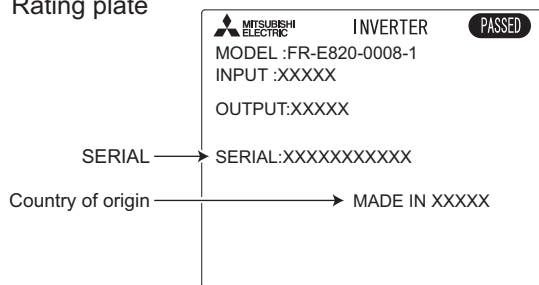 Rating plate
MITSUBISHI
ELECTRIC
INVERTER
PASSED
MODEL :FR-E820-0008-1
INPUT :XXXXX
OUTPUT:XXXXX
SERIAL
SERIAL:XXXXXXXXXXX
Country of origin
MADE IN XXXXX